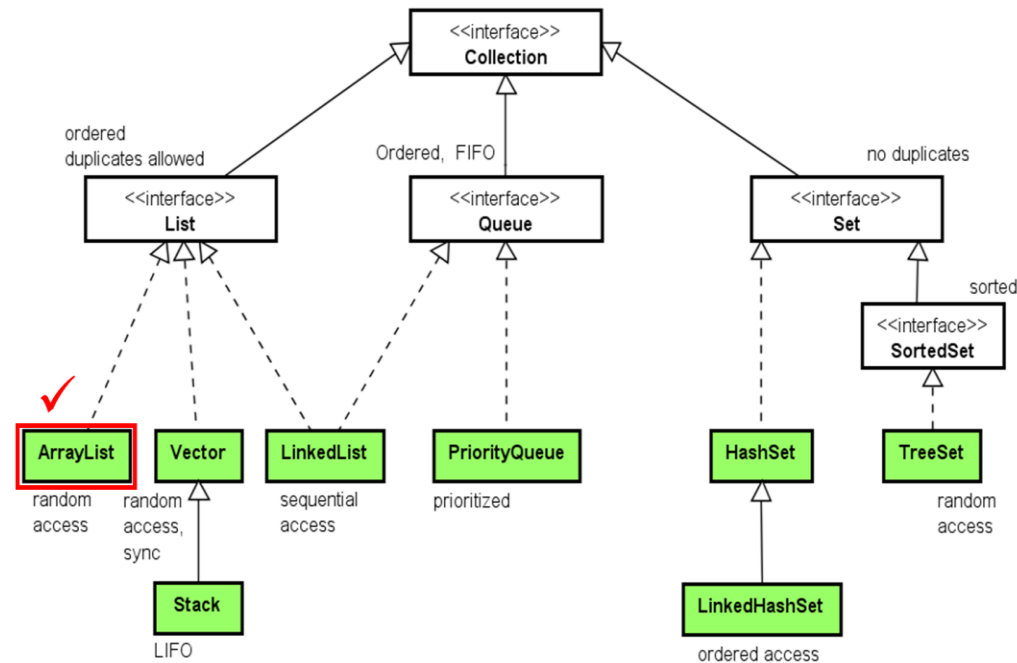 <<interface>>
Collection
ordered
duplicates allowed
Ordered, FIFO
no duplicates
<<interface>>
List
<<interface>>
Queue
<<interface>>
Set
sorted
<<interface>>
SortedSet
ArrayList
Vector
LinkedList
PriorityQueue
HashSet
TreeSet
random
access
random
access,
sync
sequential
access
prioritized
random
access
Stack
LinkedHashSet
LIFO
ordered access